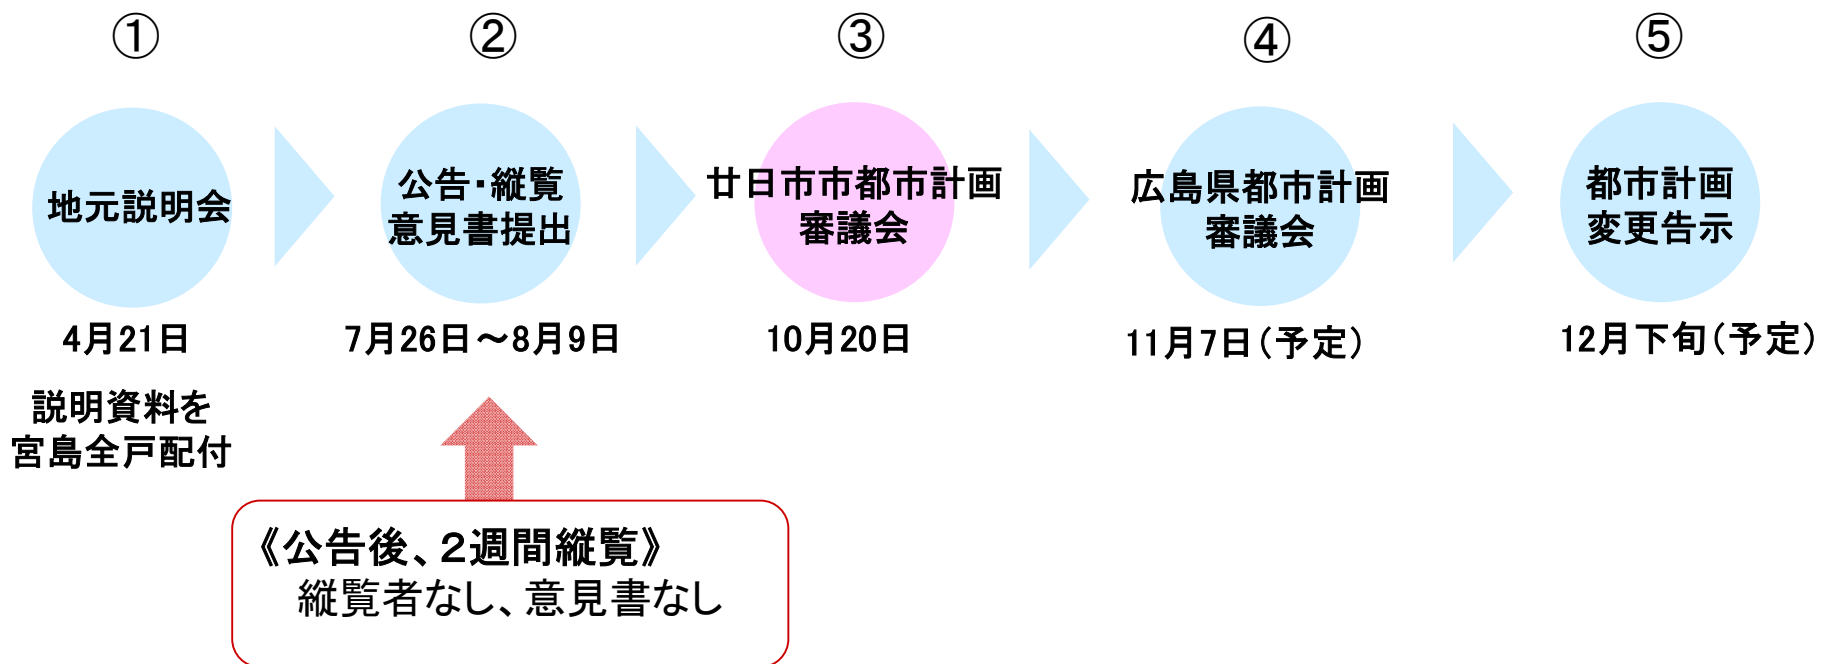 ①
地元説明会
4月21日
説明資料を
宮島全戸配付
②
公告・縦覧
意見書提出
7月26日～8月9日
《公告後、２週間縦覧》
縦覧者なし、意見書なし
③
廿日市市都市計画
審議会
10月20日
④
広島県都市計画
審議会
11月7日（予定）
⑤
都市計画
変更告示
12月下旬（予定）